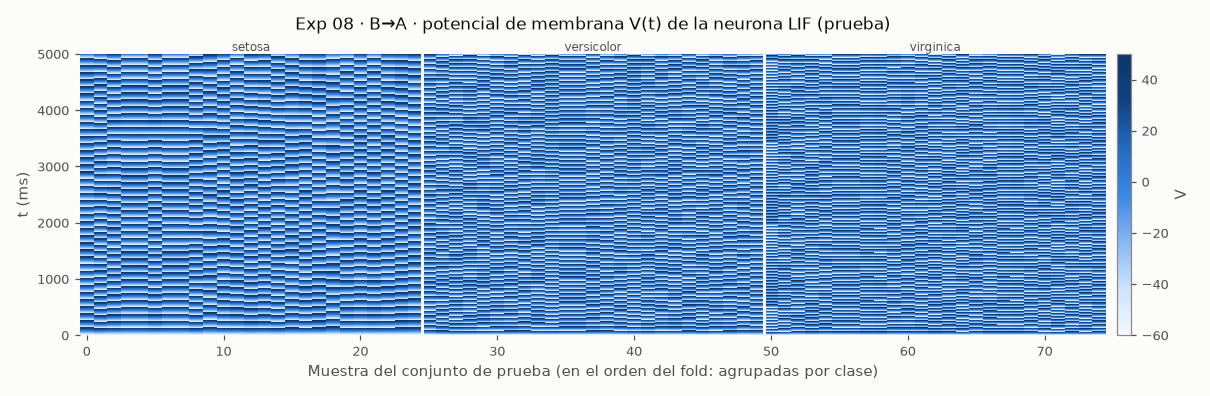 Exp 08 · B→A · potencial de membrana V(t) de la neurona LIF (prueba)
setosa versicolor virginica
5000
4000
3000
2000
1000
0
t (ms)
0 10 20 30 40 50 60 70
Muestra del conjunto de prueba (en el orden del fold: agrupadas por clase)
40
20
0
−20
−40
−60
V